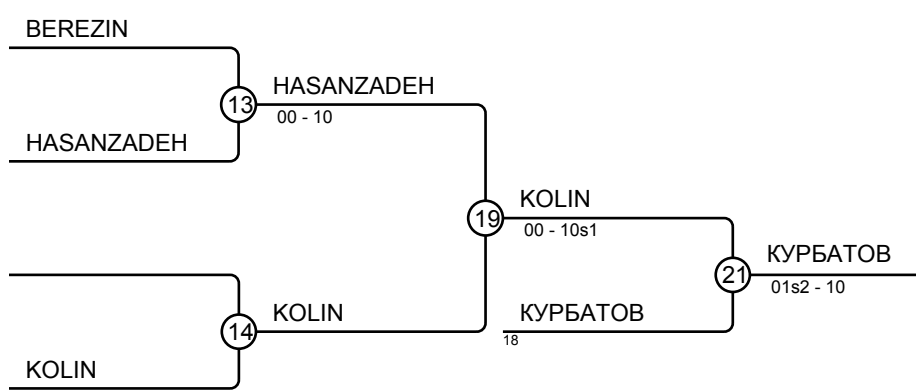 BEREZIN
13
HASANZADEH
00 - 10
HASANZADEH
19
KOLIN
00 - 10s1
21
КУРБАТОВ
01s2 - 10
14
KOLIN
КУРБАТОВ
18
KOLIN